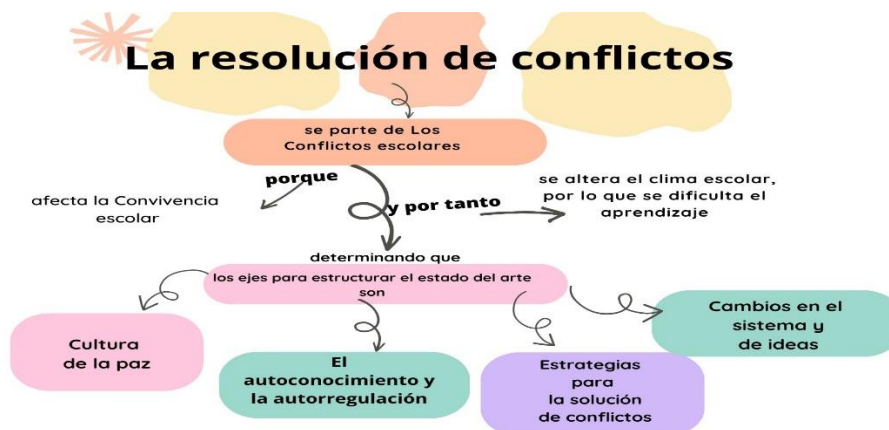 La resolución de conflictos
se parte de Los
Conflictos escolares
porque
afecta la Convivencia
escolar
y por tanto
se altera el clima escolar,
por lo que se dificulta el
aprendizaje
determinando que
los ejes para estructurar el estado del arte
son
Cultura
de la paz
El
autoconocimiento y
la autorregulación
Estrategias
para
la solución
de conflictos
Cambios en el
sistema y
de ideas